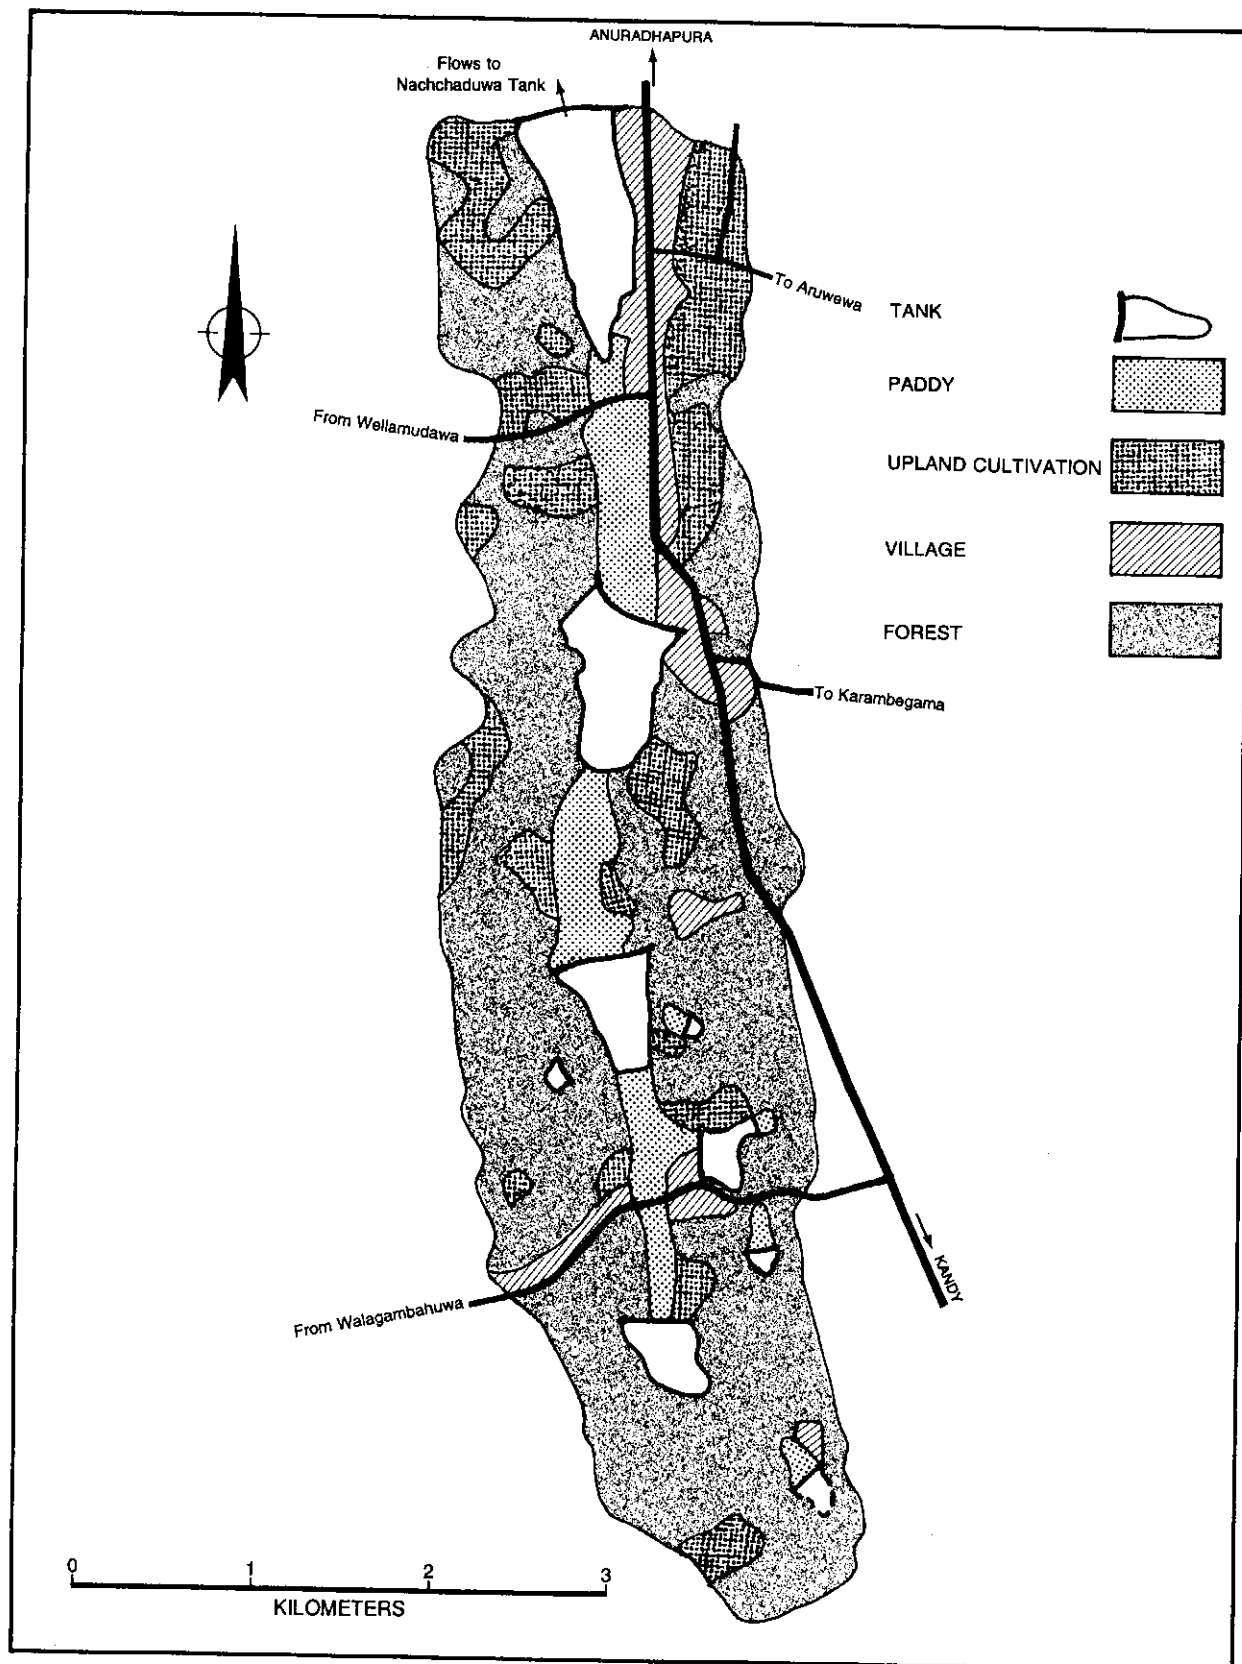 ANURADHAPURA
Flows to
Nachchaduwa Tank
To Aruwewa
TANK
PADDY
From Wellamudawa
UPLAND CULTIVATION
VILLAGE
FOREST
To Karambegama
KANDY
From Walagambahuwa
0 1 2 3
KILOMETERS